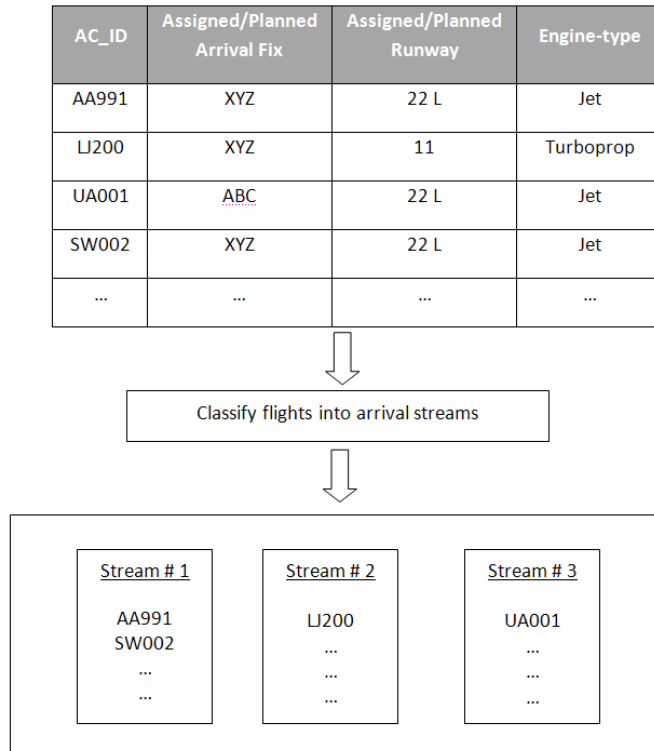 AC_ID Assigned/Planned Arrival Fix Assigned/Planned Runway Engine-type
AA991 XYZ 22 L Jet
LJ200 XYZ 11 Turboprop
UA001 ABC 22 L Jet
SW002 XYZ 22 L Jet
... ... ... ...
Classify flights into arrival streams
Stream # 1 Stream # 2 Stream # 3
AA991 LJ200 UA001
SW002 ... ...
... ... ...
... ... ...